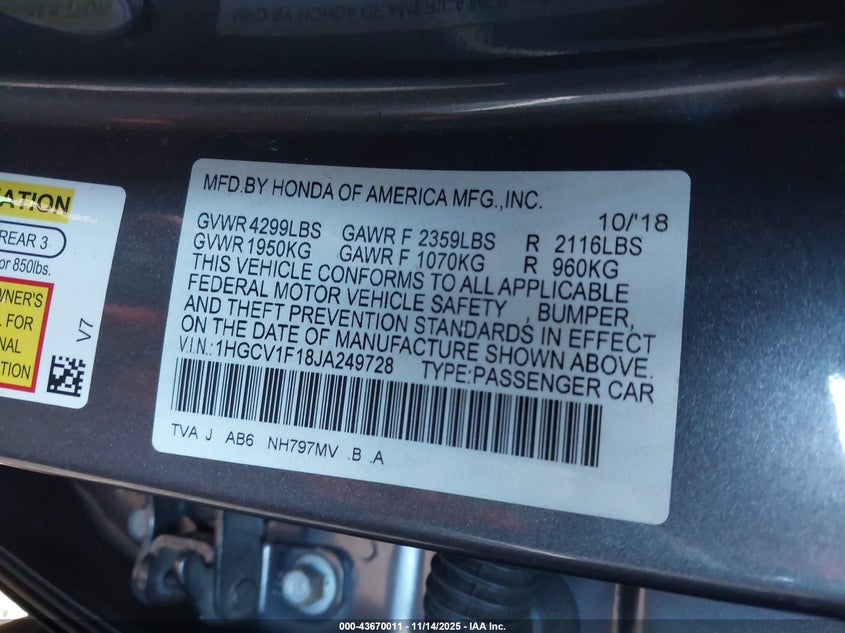 MFD.BY HONDA OF AMERICA MFG.,INC.
10/'18
GVWR 4299LBS GAWR F 2359LBS R 2116LBS
GVWR 1950KG GAWR F 1070KG R 960KG
THIS VEHICLE CONFORMS TO ALL APPLICABLE
FEDERAL MOTOR VEHICLE SAFETY , BUMPER,
AND THEFT PREVENTION STANDARDS IN EFFECT
ON THE DATE OF MANUFACTURE SHOWN ABOVE.
V.I.N.:1HGCV1F18JA249728 TYPE:PASSENGER CAR
TVA J AB6 NH797MV .B .A
REAR 3
or 850lbs.
FOR
V7
000-43670011 - 11/14/2025 - IAA Inc.